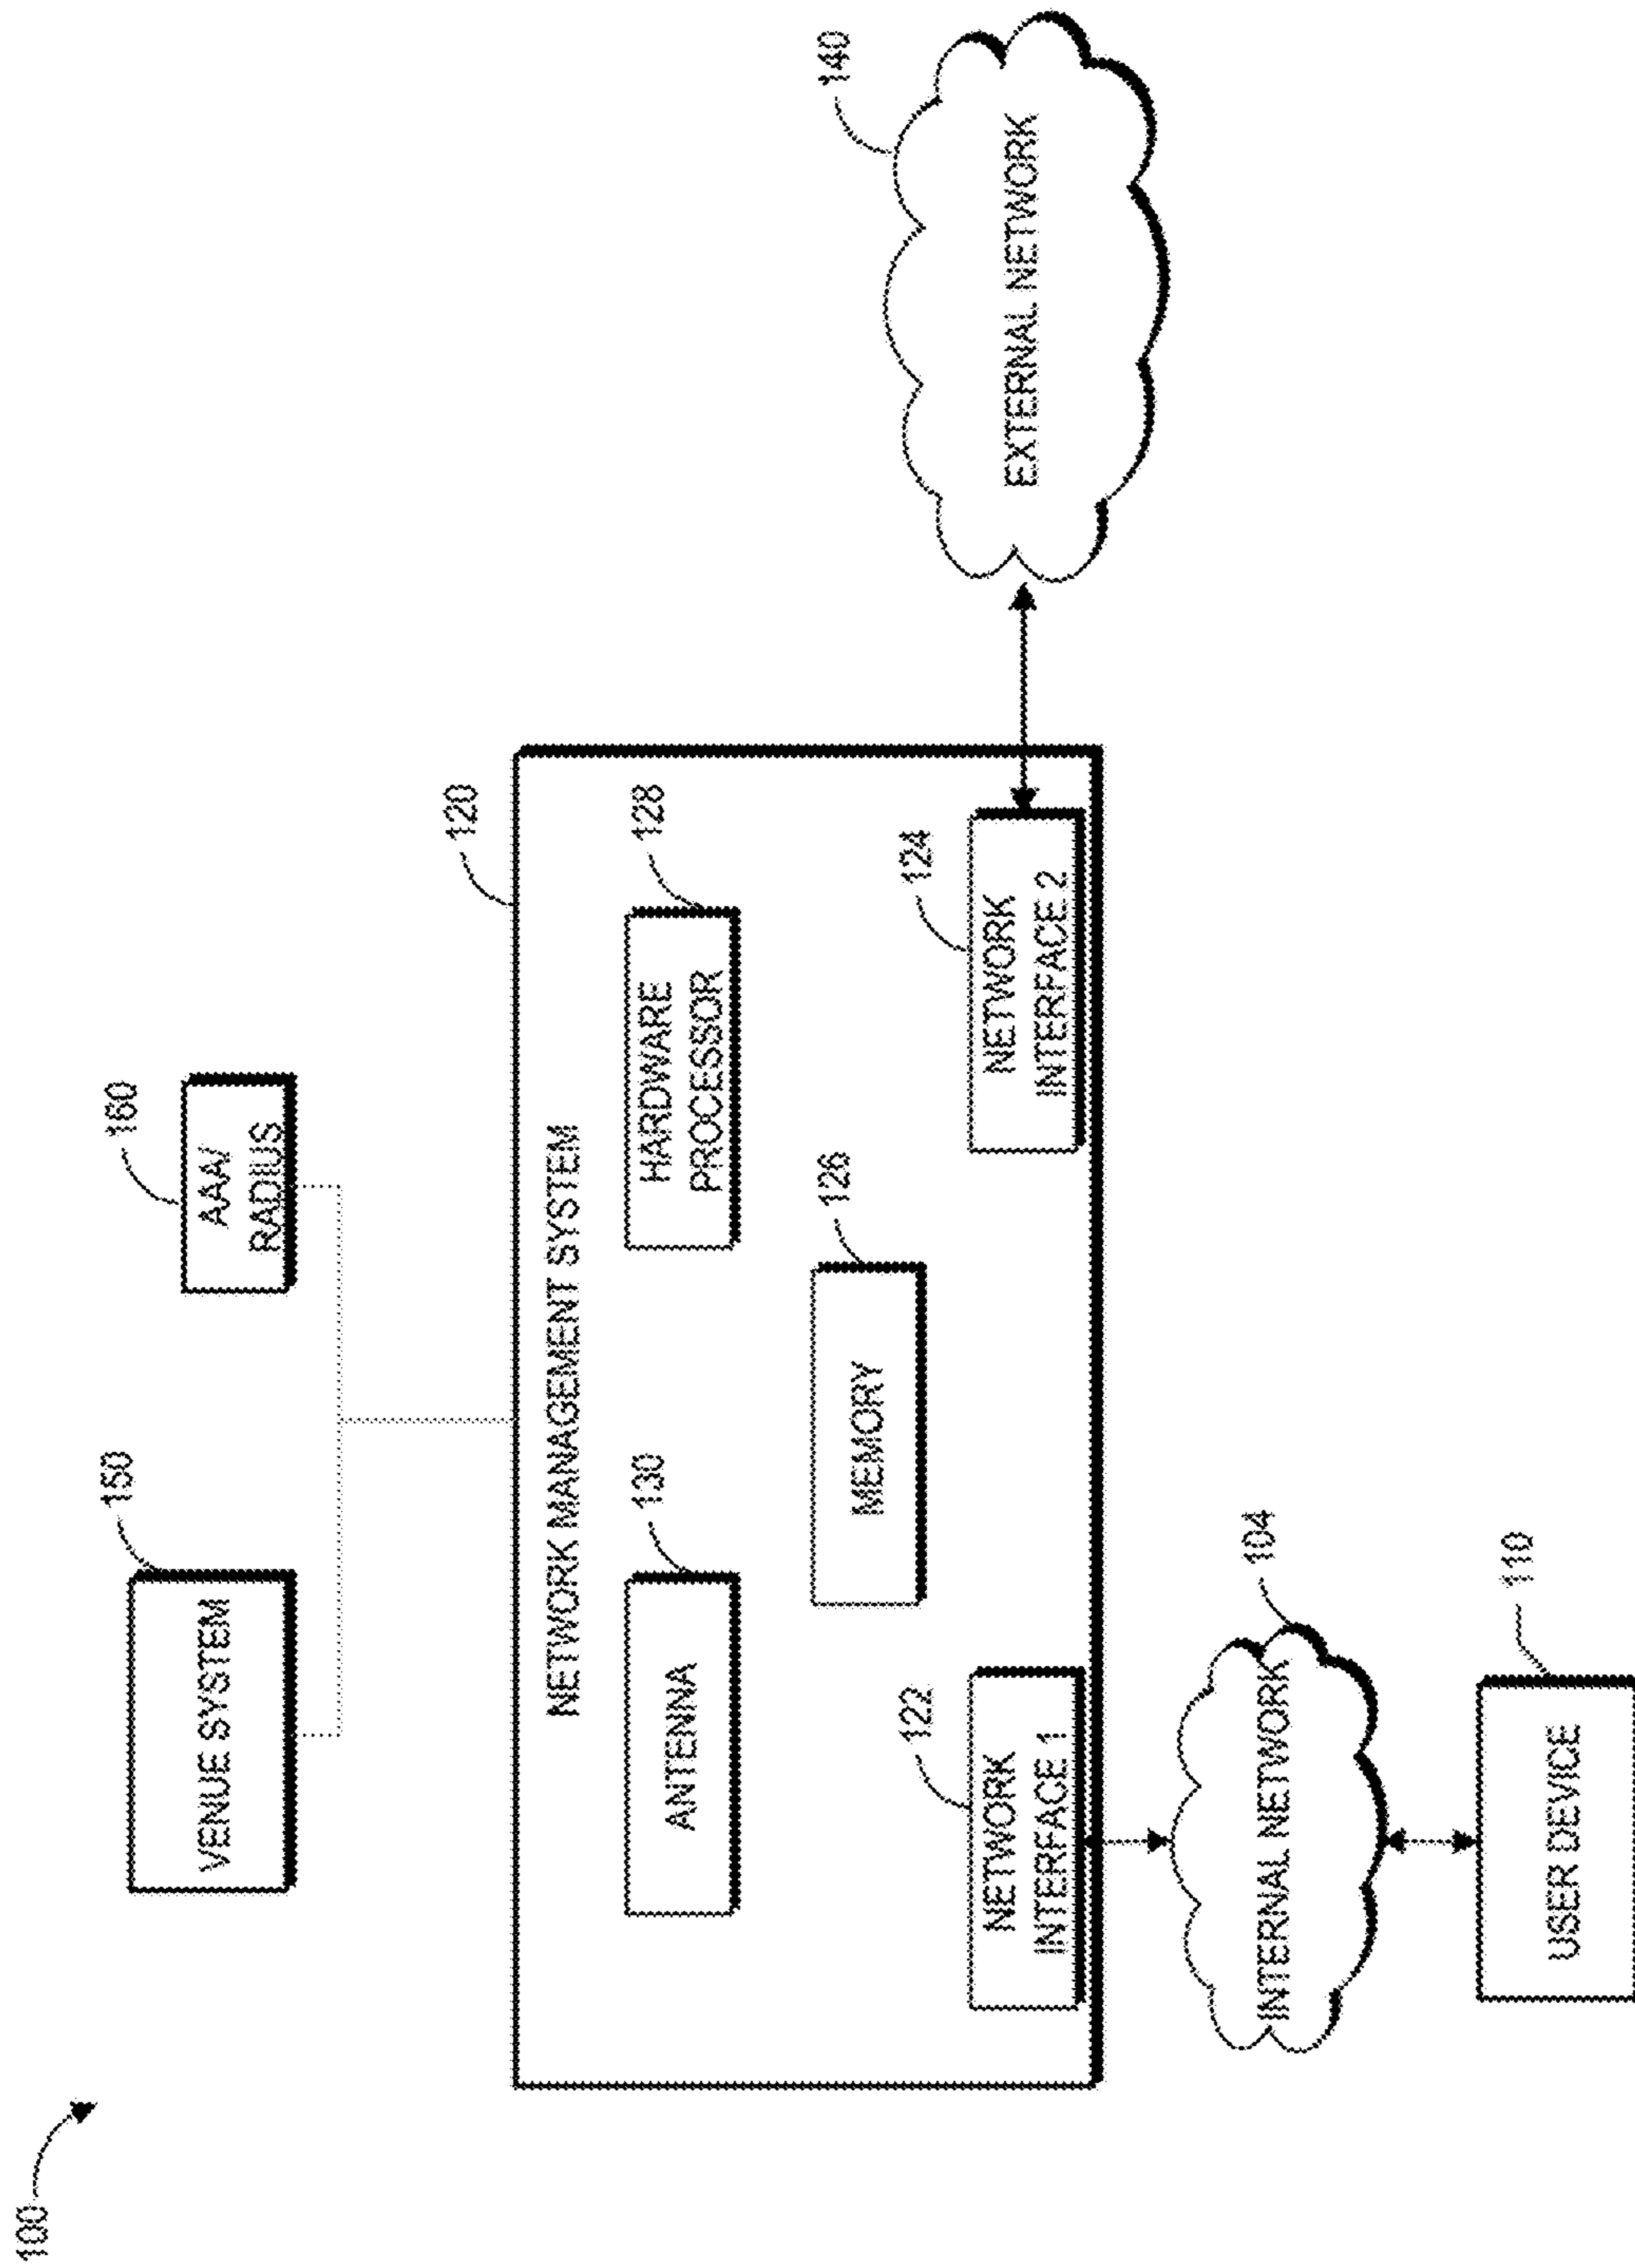 100
150
VENUE SYSTEM
160
AAA/
RADIUS
120
NETWORK MANAGEMENT SYSTEM
130
ANTENNA
128
HARDWARE
PROCESSOR
126
MEMORY
122
NETWORK
INTERFACE 1
124
NETWORK
INTERFACE 2
140
EXTERNAL NETWORK
104
INTERNAL NETWORK
110
USER DEVICE